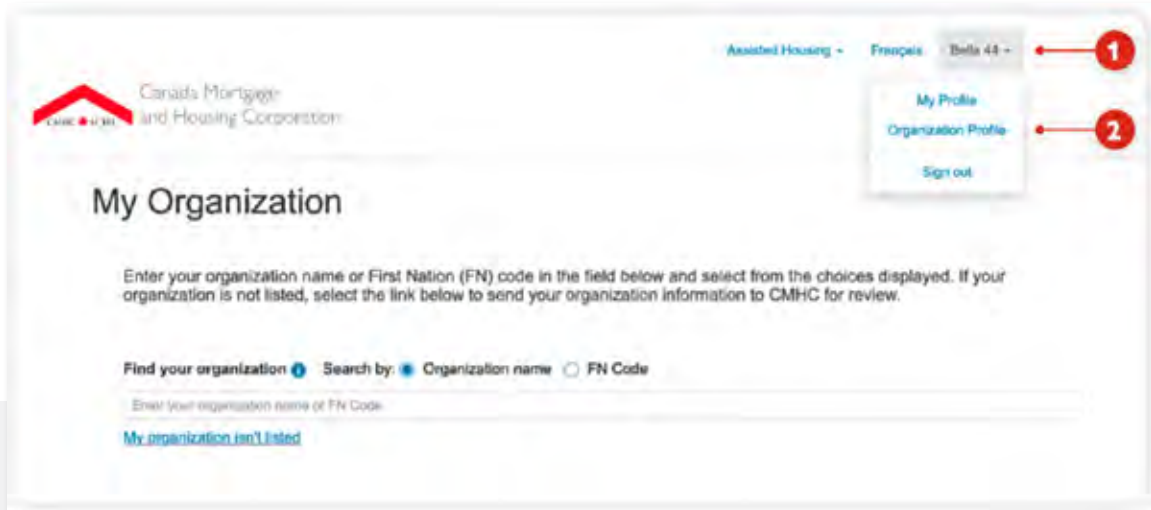 Assisted Housing Français Bella 44
1
My Profile
Organization Profile
2
Sign out
Canada Mortgage
and Housing Corporation
CMHC SCHL
My Organization
Enter your organization name or First Nation (FN) code in the field below and select from the choices displayed. If your
organization is not listed, select the link below to send your organization information to CMHC for review.
Find your organization Search by: Organization name FN Code
Enter your organization name or FN Code
My organization isn't listed